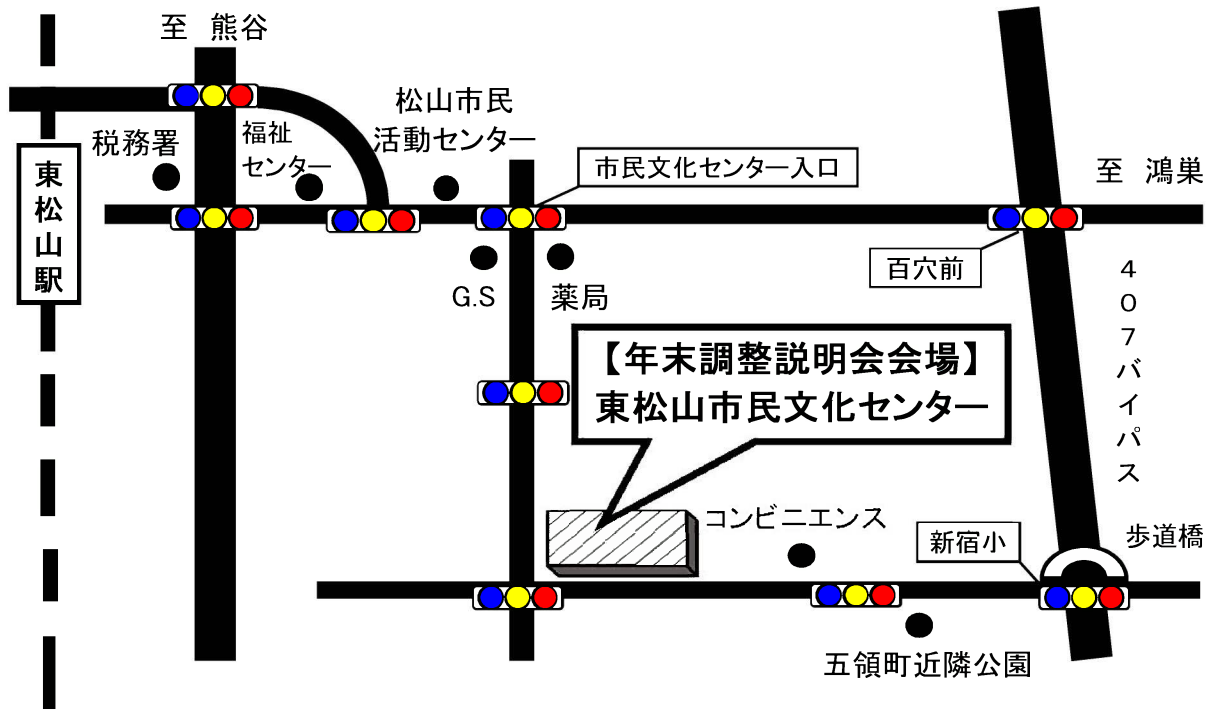 至 熊谷
松山市民
活動センター
税務署
福祉
センター
市民文化センター入口
至 鴻巣
東松山駅
百穴前
G.S
薬局
407バイパス
【年末調整説明会会場】
東松山市民文化センター
コンビニエンス
新宿小
歩道橋
五領町近隣公園